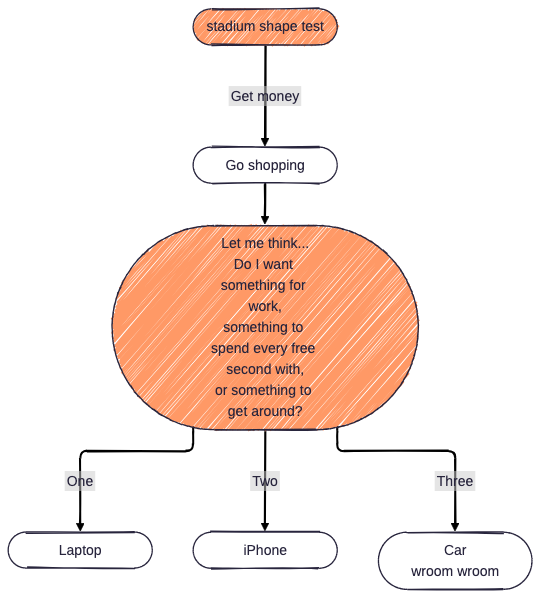 stadium shape test
Get money
Go shopping
Let me think...
Do I want
something for
work,
something to
spend every free
second with,
or something to
get around?
One
Two
Three
Laptop
iPhone
Car
wroom wroom